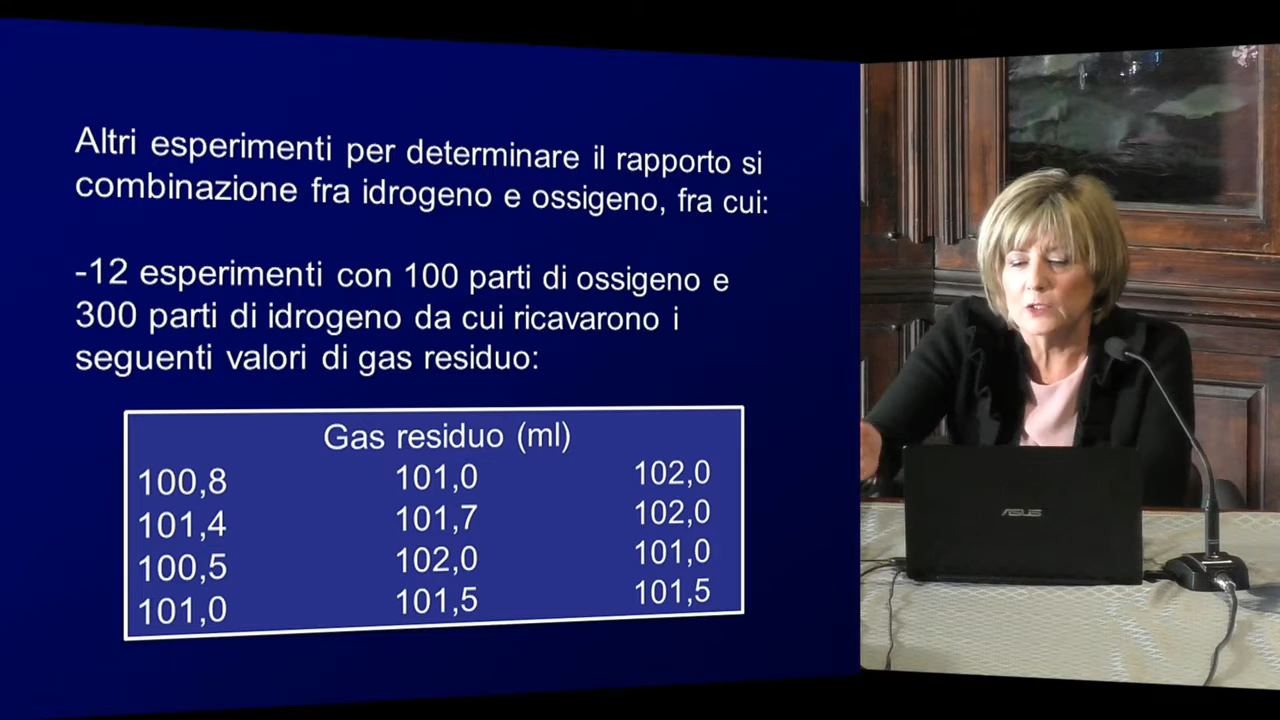 Altri esperimenti per determinare il rapporto si
combinazione fra idrogeno e ossigeno, fra cui:
-12 esperimenti con 100 parti di ossigeno e
300 parti di idrogeno da cui ricavarono i
seguenti valori di gas residuo:
Gas residuo (ml)
100,8 101,0 102,0
101,4 101,7 102,0
100,5 102,0 101,0
101,0 101,5 101,5
ASUS